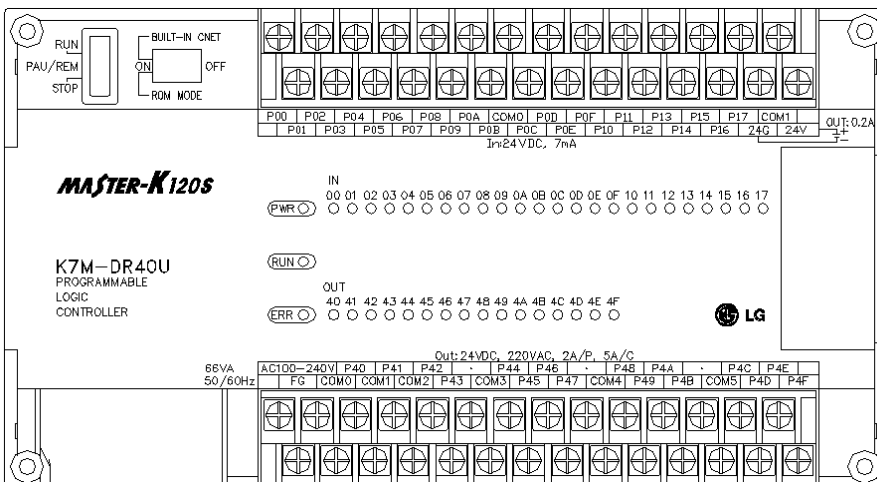 RUN
PAU/REM
STOP
BUILT-IN CNET
ON OFF
ROM MODE
P00 P02 P04 P06 P08 P0A COM0 P0D P0F P11 P13 P15 P17 COM1
P01 P03 P05 P07 P09 P0B P0C P0E P10 P12 P14 P16 24G 24V
OUT:0.2A
+
-
In:24VDC, 7mA
MASTER-K120S
IN
00 01 02 03 04 05 06 07 08 09 0A 0B 0C 0D 0E 0F 10 11 12 13 14 15 16 17
PWR
K7M-DR40U
PROGRAMMABLE
LOGIC
CONTROLLER
RUN
OUT
40 41 42 43 44 45 46 47 48 49 4A 4B 4C 4D 4E 4F
ERR
LG
Out:24VDC, 220VAC, 2A/P, 5A/C
66VA
50/60Hz
AC100-240V P40 P41 P42 · P44 P46 · P48 P4A · P4C P4E
FG COM0 COM1 COM2 P43 COM3 P45 P47 COM4 P49 P4B COM5 P4D P4F